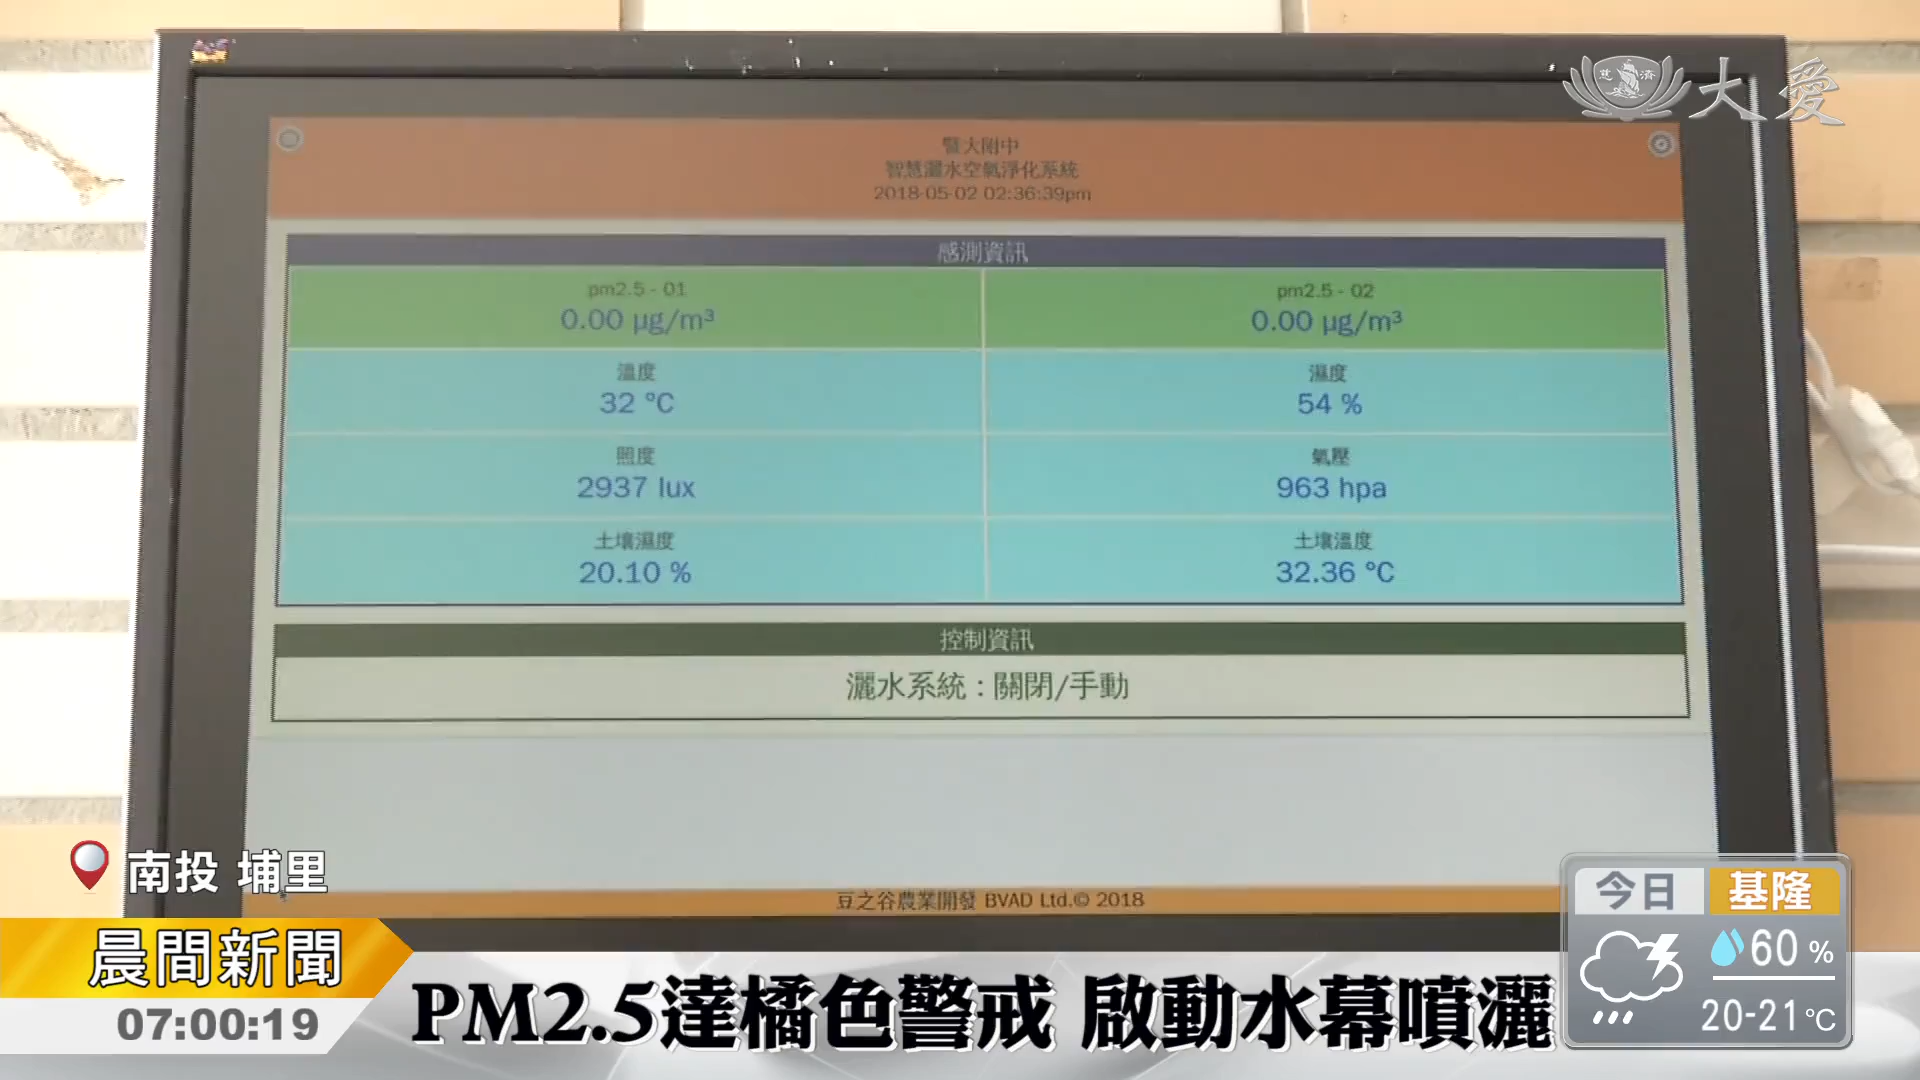 慈濟
大愛
暨大附中
智慧灑水空氣淨化系統
2018-05-02 02:36:39pm
感測資訊
pm2.5 - 01
0.00 µg/m³
pm2.5 - 02
0.00 µg/m³
溫度
32 °C
濕度
54 %
照度
2937 lux
氣壓
963 hpa
土壤濕度
20.10 %
土壤溫度
32.36 °C
控制資訊
灑水系統 : 關閉/手動
豆之谷農業開發 BVAD Ltd.© 2018
南投 埔里
晨間新聞
07:00:19
PM2.5達橘色警戒 啟動水幕噴灑
今日
基隆
60 %
20-21°C